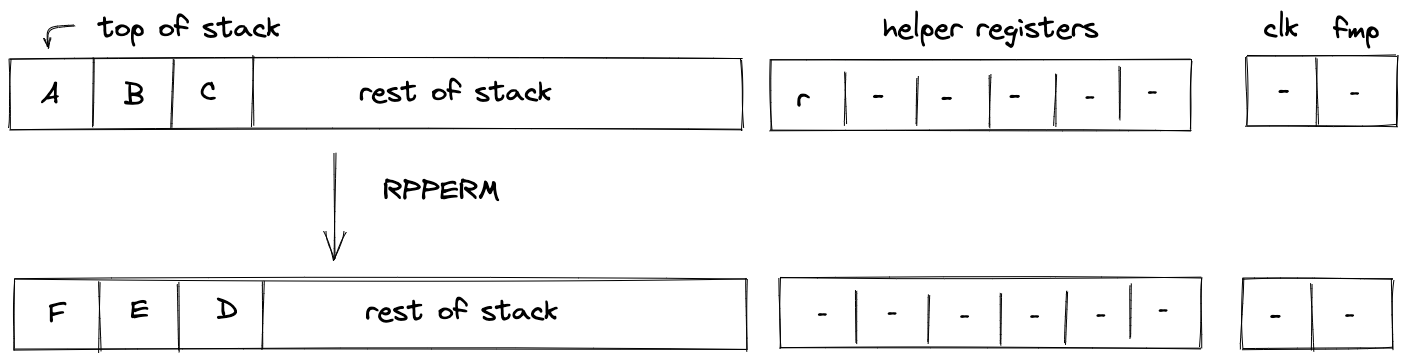 top of stack helper registers clk fmp
A B C rest of stack r - - - - - - -
RPPERM
F E D rest of stack - - - - - - - -